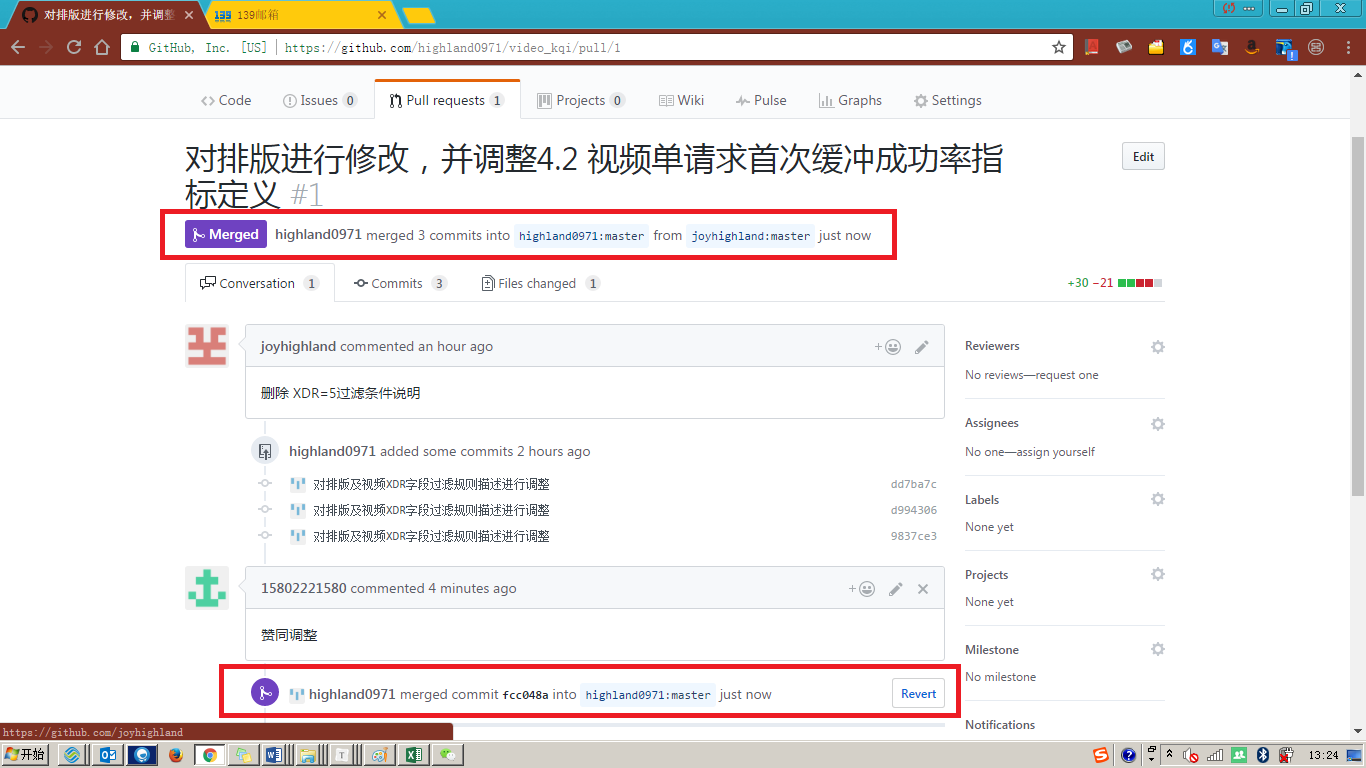 对排版进行修改，并调整
139邮箱
GitHub, Inc. [US] | https://github.com/highland0971/video_kqi/pull/1
Code
Issues 0
Pull requests 1
Projects 0
Wiki
Pulse
Graphs
Settings
对排版进行修改，并调整4.2 视频单请求首次缓冲成功率指
标定义 #1
Edit
Merged highland0971 merged 3 commits into highland0971:master from joyhighland:master just now
Conversation 1
Commits 3
Files changed 1
+30 −21
joyhighland commented an hour ago
删除 XDR=5过滤条件说明
highland0971 added some commits 2 hours ago
对排版及视频XDR字段过滤规则描述进行调整 dd7ba7c
对排版及视频XDR字段过滤规则描述进行调整 d994306
对排版及视频XDR字段过滤规则描述进行调整 9837ce3
15802221580 commented 4 minutes ago
赞同调整
highland0971 merged commit fcc048a into highland0971:master just now
Revert
Reviewers
No reviews—request one
Assignees
No one—assign yourself
Labels
None yet
Projects
None yet
Milestone
No milestone
Notifications
https://github.com/joyhighland
开始
13:24